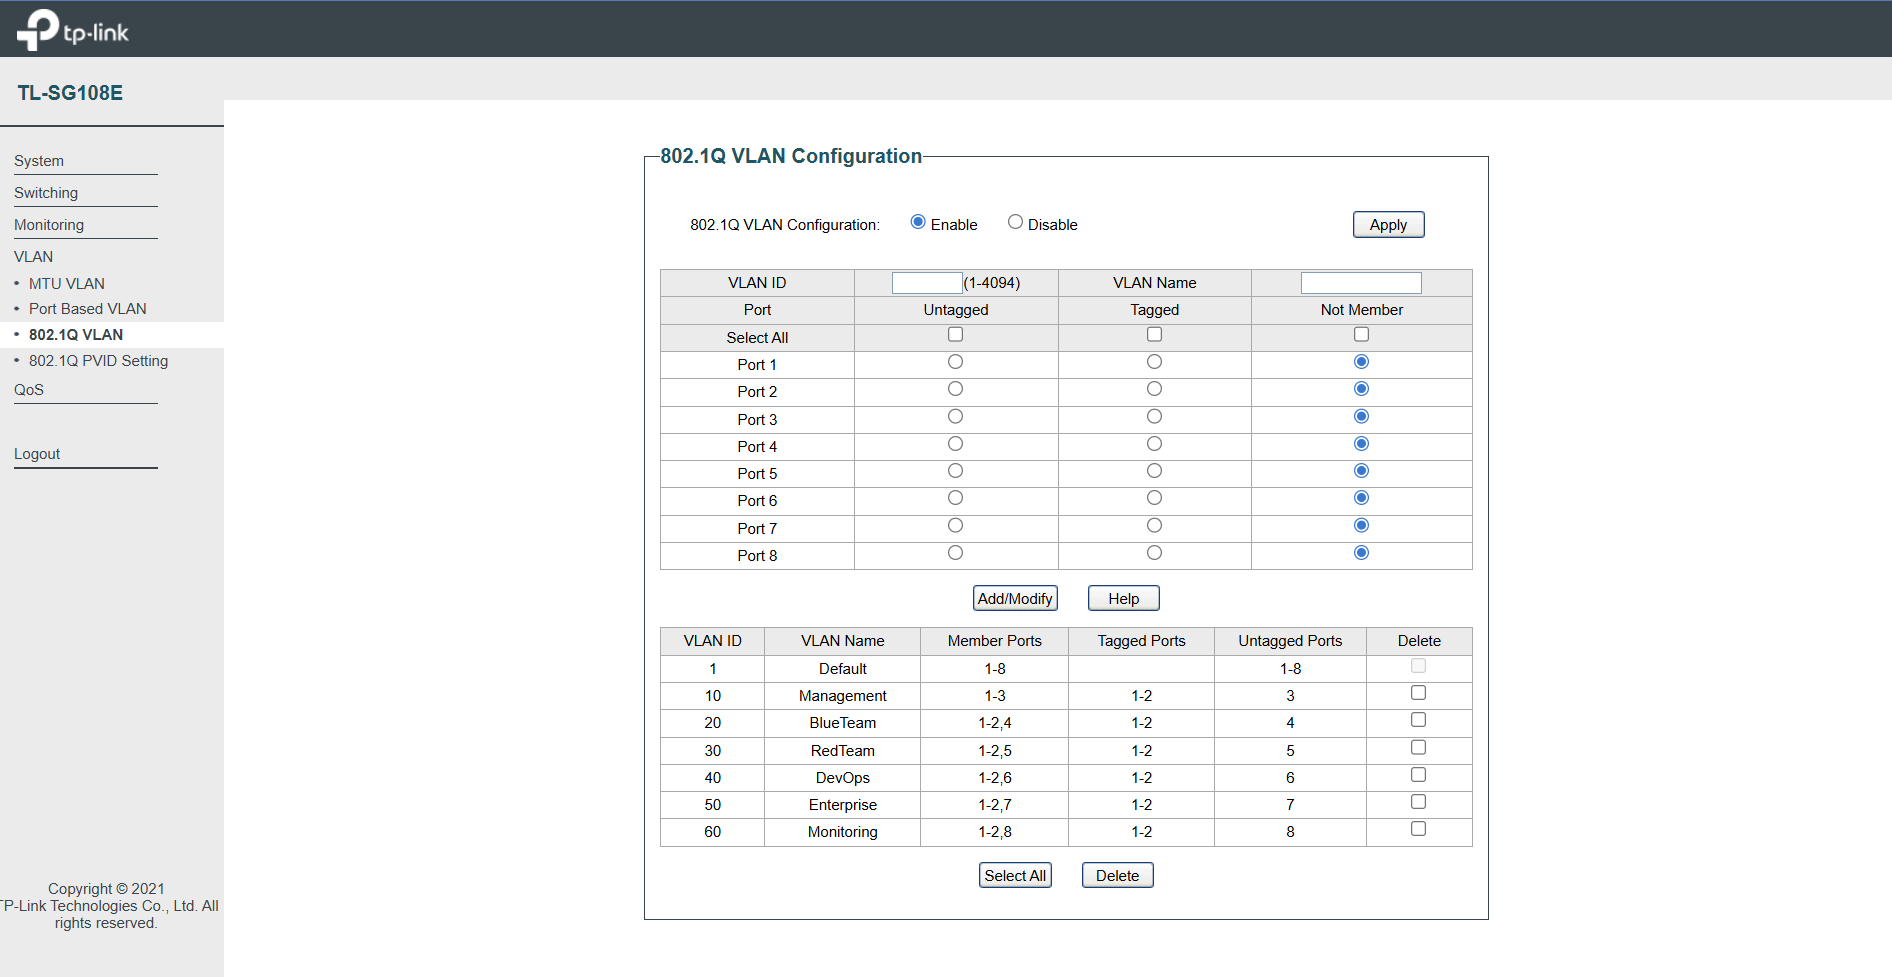 tp-link
TL-SG108E
System
Switching
Monitoring
VLAN
• MTU VLAN
• Port Based VLAN
• 802.1Q VLAN
• 802.1Q PVID Setting
QoS
Logout
Copyright © 2021
TP-Link Technologies Co., Ltd. All
rights reserved.
802.1Q VLAN Configuration
802.1Q VLAN Configuration: Enable Disable Apply
VLAN ID (1-4094) VLAN Name
Port Untagged Tagged Not Member
Select All
Port 1
Port 2
Port 3
Port 4
Port 5
Port 6
Port 7
Port 8
Add/Modify Help
VLAN ID VLAN Name Member Ports Tagged Ports Untagged Ports Delete
1 Default 1-8 1-8
10 Management 1-3 1-2 3
20 BlueTeam 1-2,4 1-2 4
30 RedTeam 1-2,5 1-2 5
40 DevOps 1-2,6 1-2 6
50 Enterprise 1-2,7 1-2 7
60 Monitoring 1-2,8 1-2 8
Select All Delete